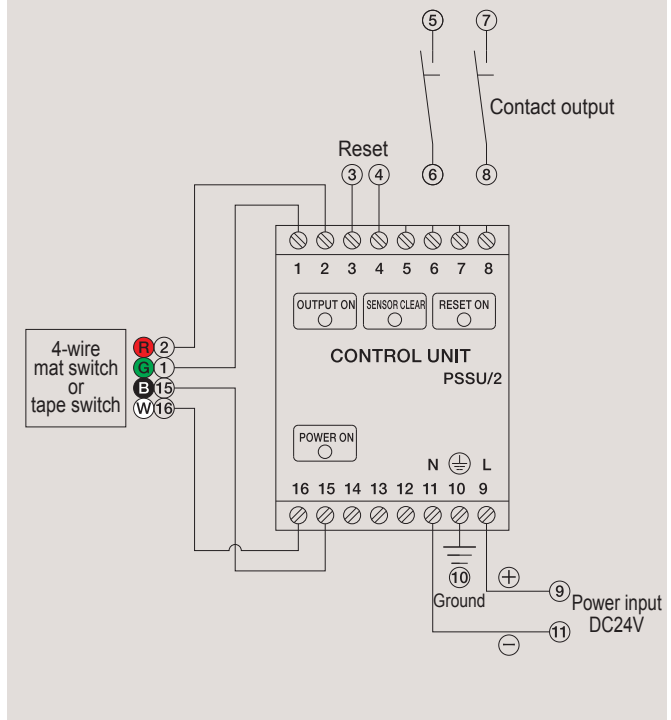 5 7
Contact output
Reset
3 4 6 8
1 2 3 4 5 6 7 8
OUTPUT ON SENSOR CLEAR RESET ON
CONTROL UNIT
PSSU/2
4-wire
mat switch
or
tape switch
R 2
G 1
B 15
W 16
POWER ON
N L
16 15 14 13 12 11 10 9
10
Ground
+
9
Power input
DC24V
11
−